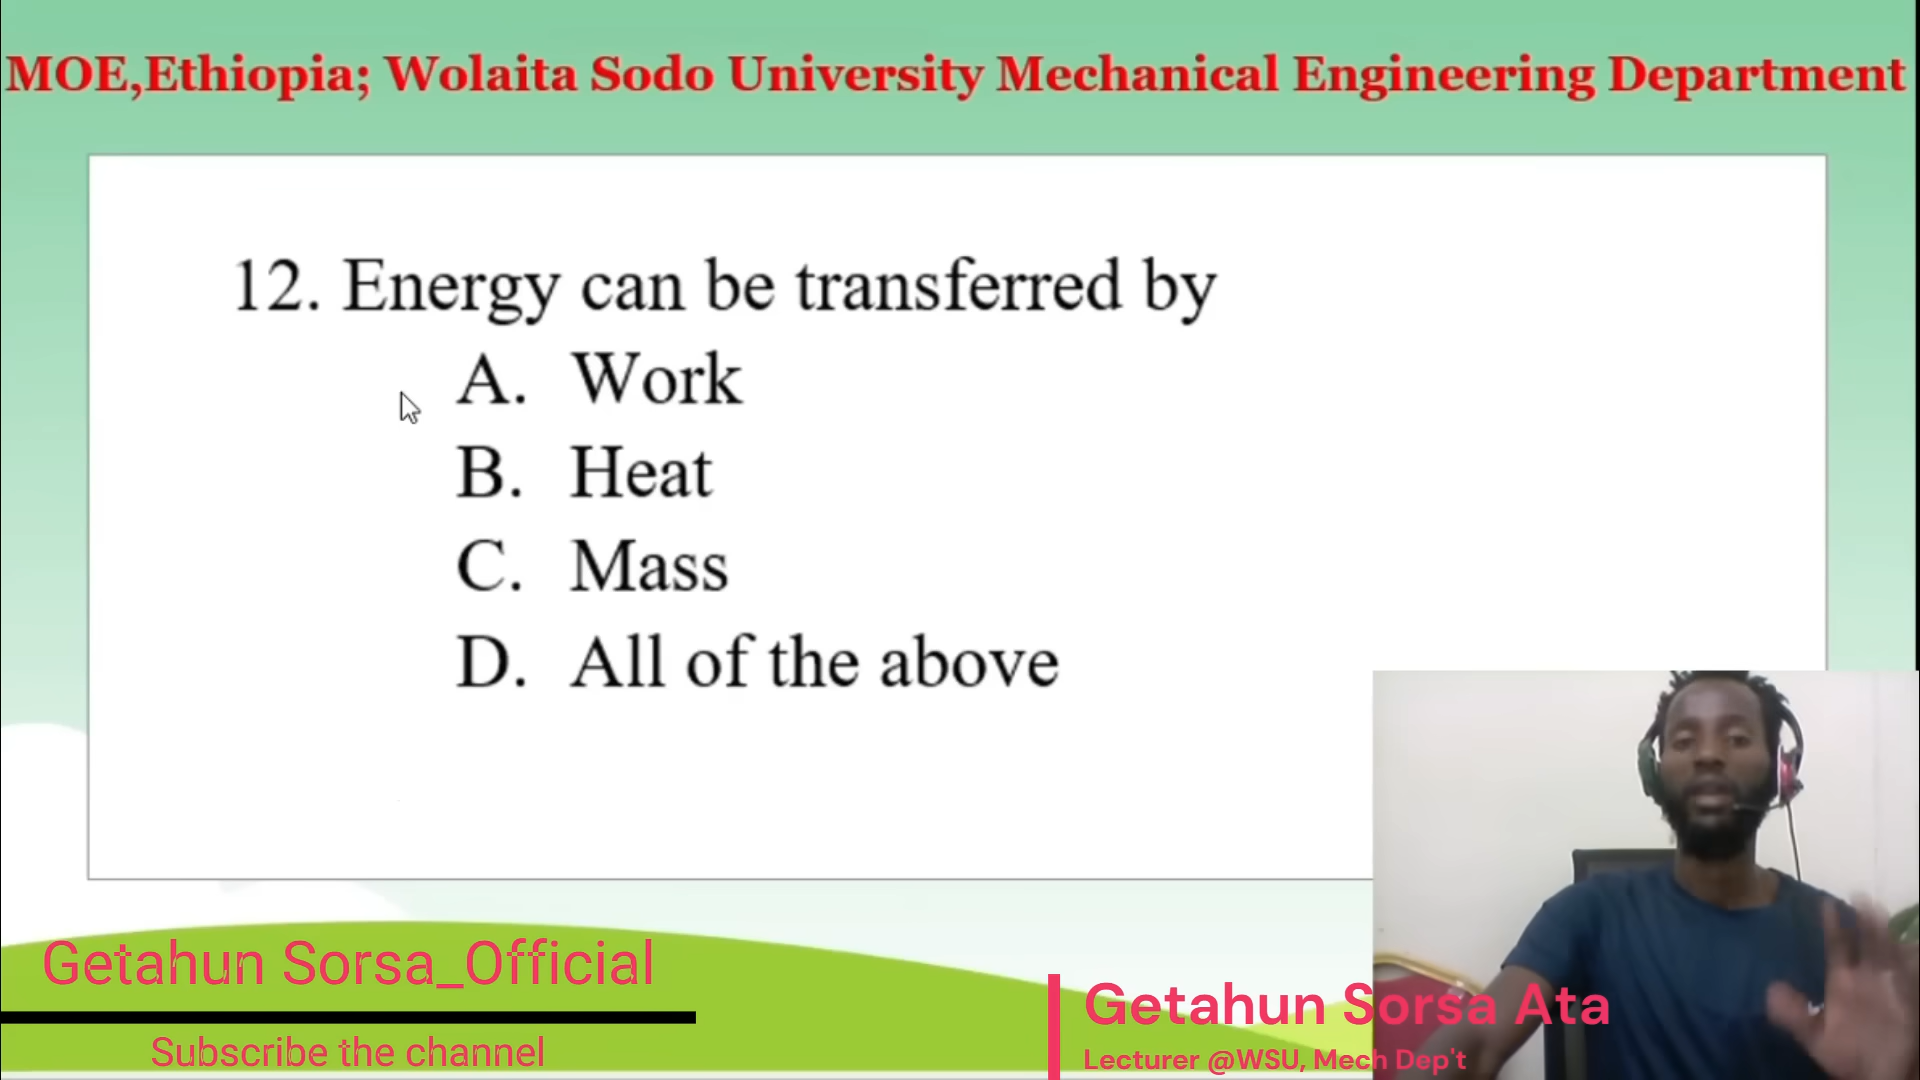 MOE,Ethiopia; Wolaita Sodo University Mechanical Engineering Department
12. Energy can be transferred by
A. Work
B. Heat
C. Mass
D. All of the above
Getahun Sorsa_Official
Subscribe the channel
Getahun Sorsa Ata
Lecturer @WSU, Mech Dep't